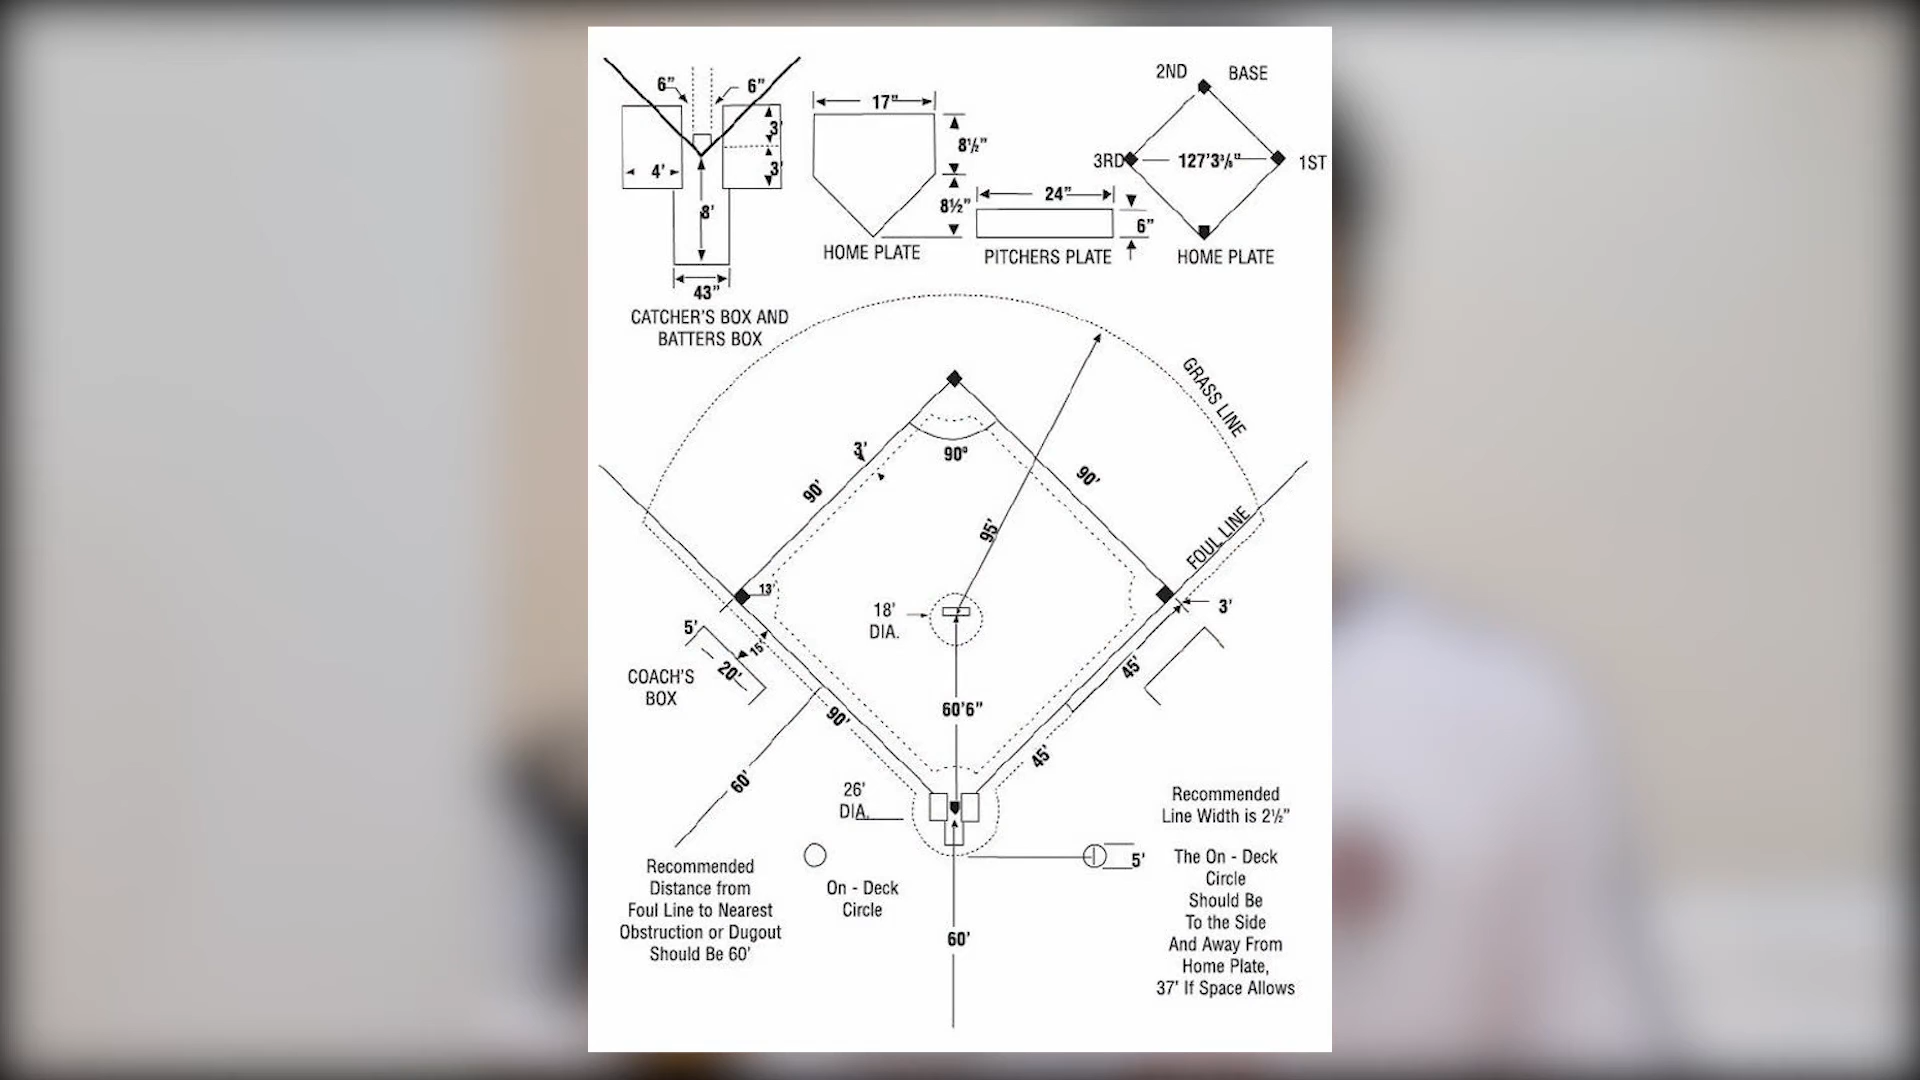 6” 6”
3’
3’
4’
8’
43”
CATCHER'S BOX AND
BATTERS BOX
17”
8½”
8½”
HOME PLATE
24”
6”
PITCHERS PLATE
2ND BASE
3RD 127’3⅜” 1ST
HOME PLATE
GRASS LINE
3’
90º
90’
90’
95’
FOUL LINE
13’
18’
DIA.
3’
5’
15’
20’
45’
COACH'S
BOX
60’6”
90’
45’
60’
26’
DIA.
Recommended
Line Width is 2½”
5’
Recommended
Distance from
Foul Line to Nearest
Obstruction or Dugout
Should Be 60’
On - Deck
Circle
60’
The On - Deck
Circle
Should Be
To the Side
And Away From
Home Plate,
37’ If Space Allows